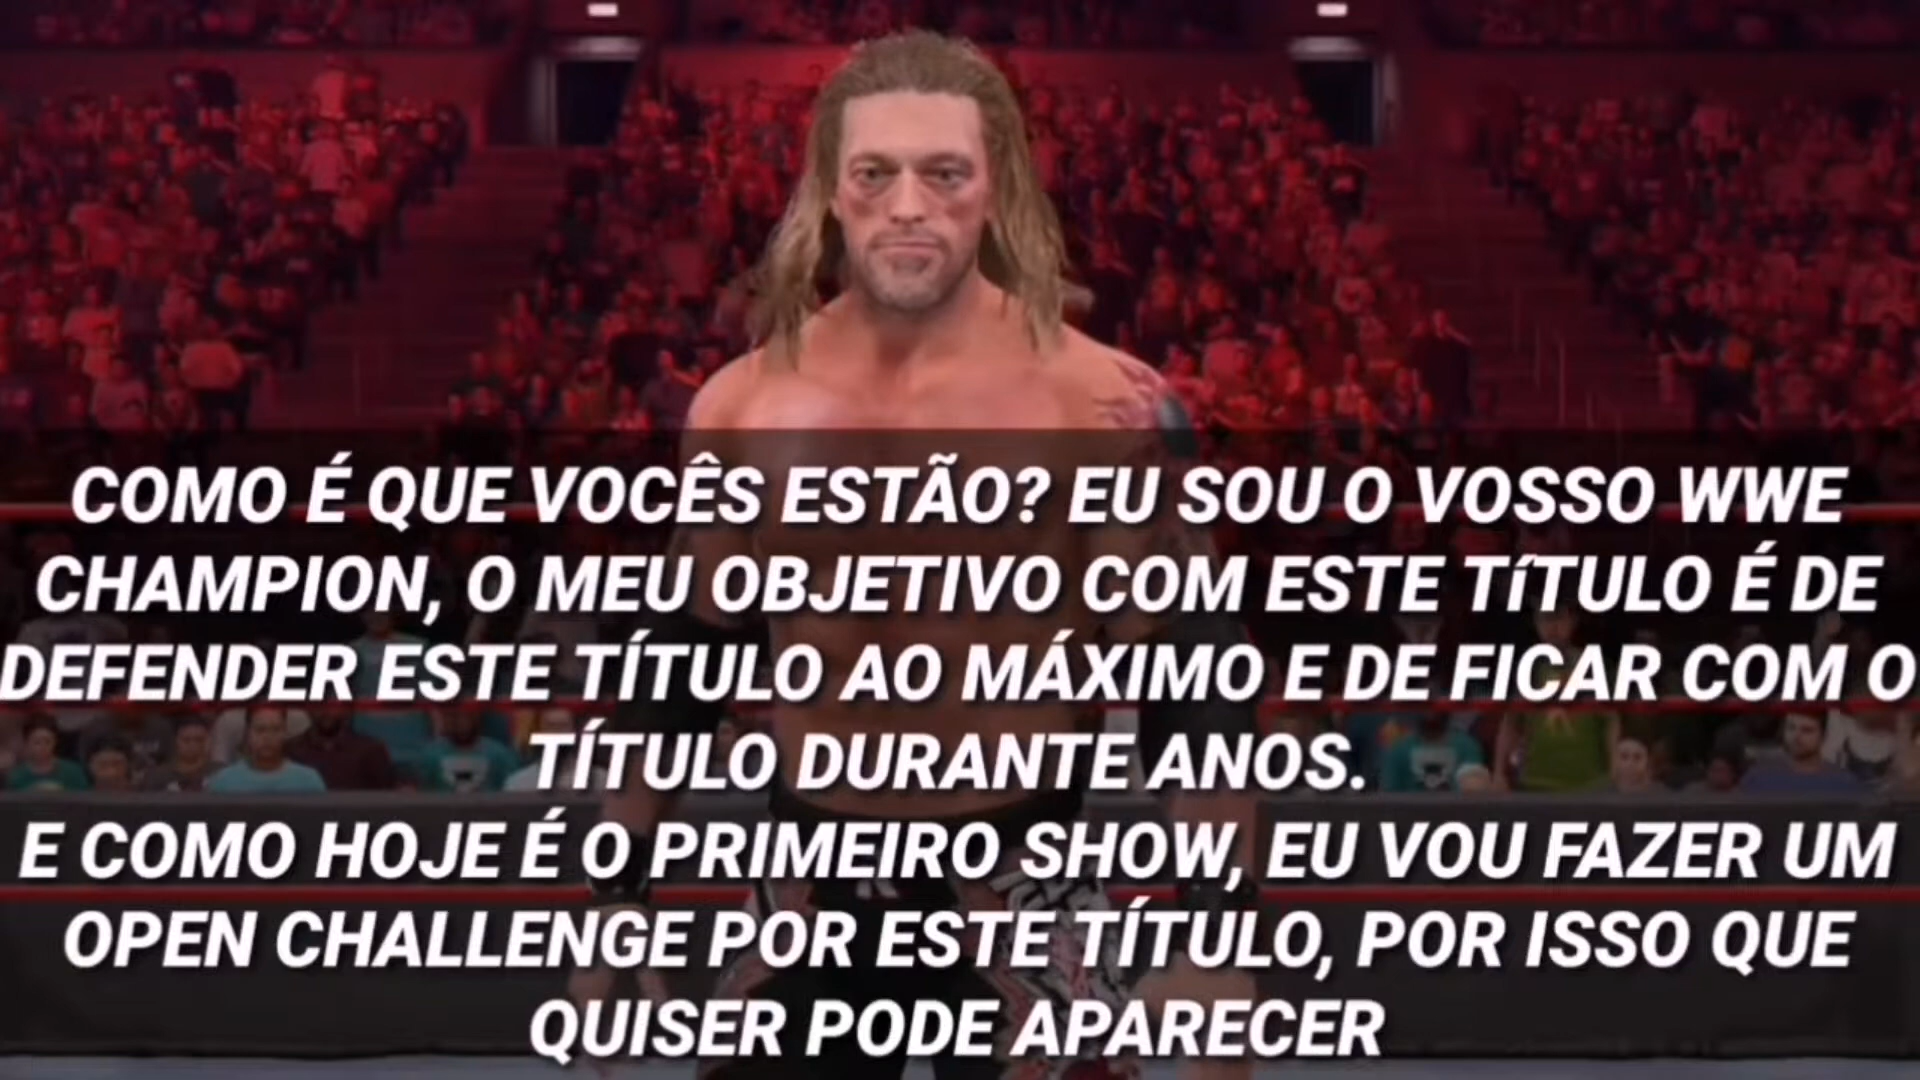 COMO É QUE VOCÊS ESTÃO? EU SOU O VOSSO WWE
CHAMPION, O MEU OBJETIVO COM ESTE TíTULO É DE
DEFENDER ESTE TÍTULO AO MÁXIMO E DE FICAR COM O
TÍTULO DURANTE ANOS.
E COMO HOJE É O PRIMEIRO SHOW, EU VOU FAZER UM
OPEN CHALLENGE POR ESTE TÍTULO, POR ISSO QUE
QUISER PODE APARECER